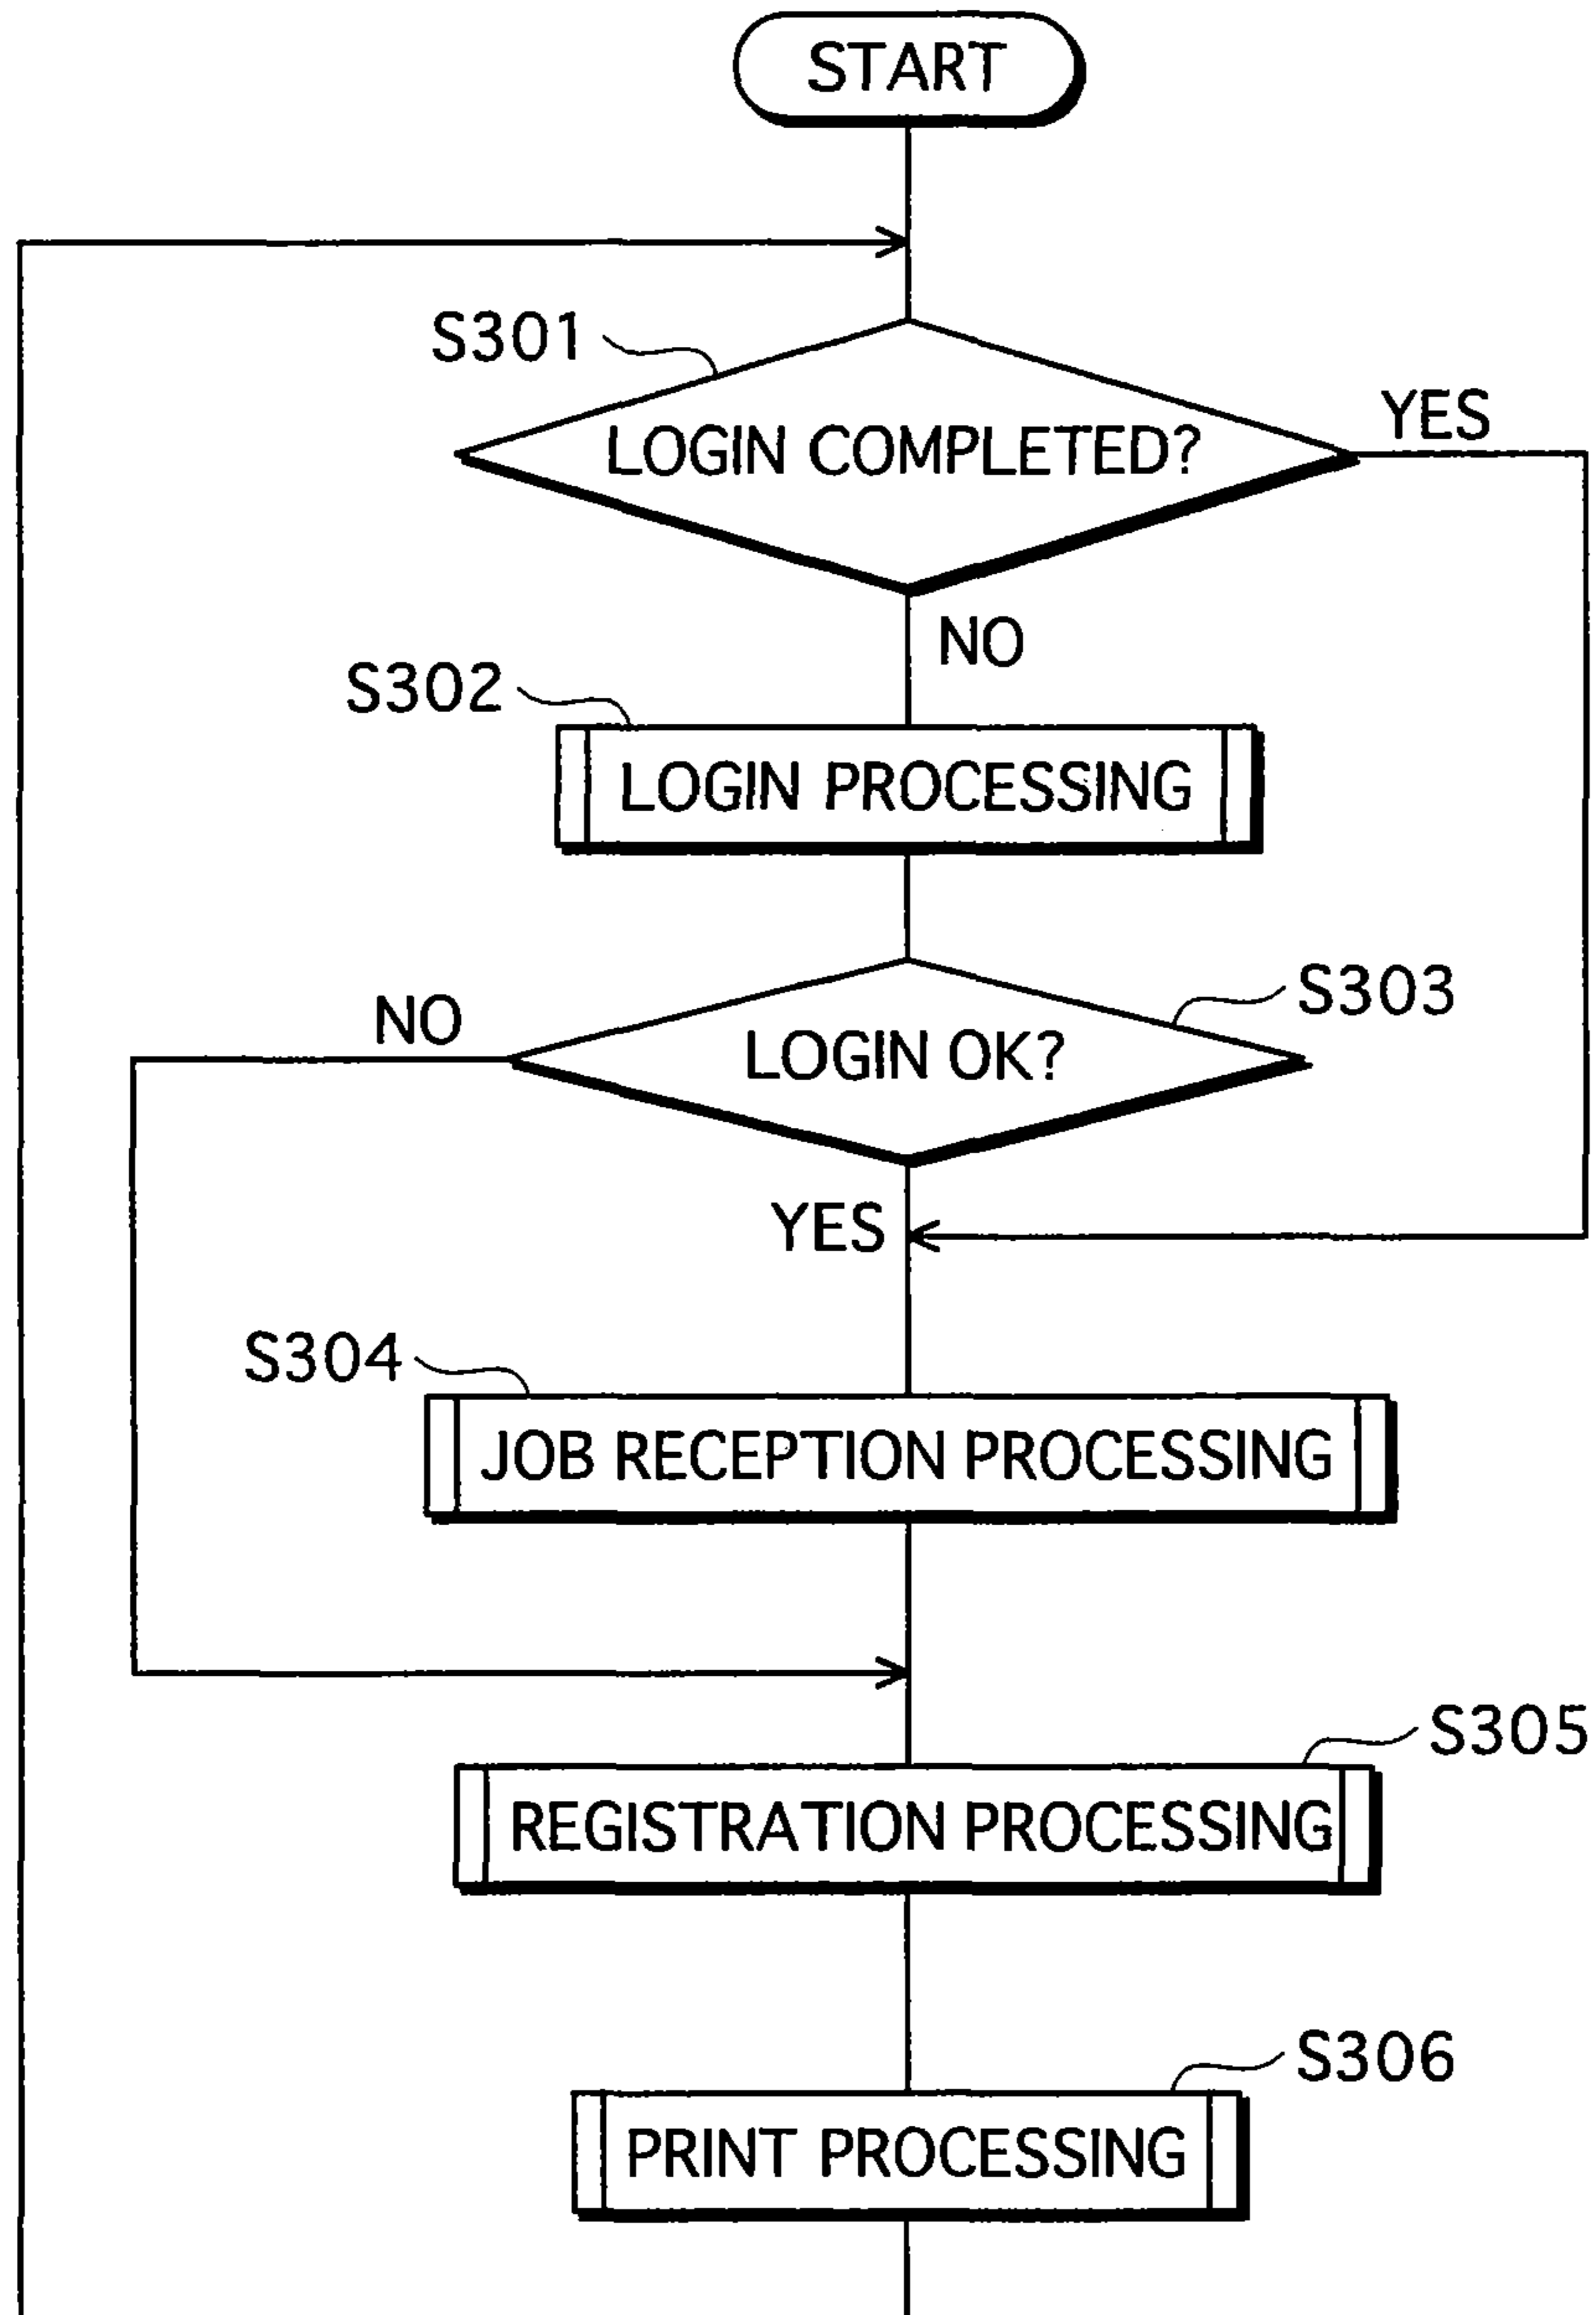 START
S301
LOGIN COMPLETED?
YES
NO
S302
LOGIN PROCESSING
S303
NO
LOGIN OK?
YES
S304
JOB RECEPTION PROCESSING
S305
REGISTRATION PROCESSING
S306
PRINT PROCESSING